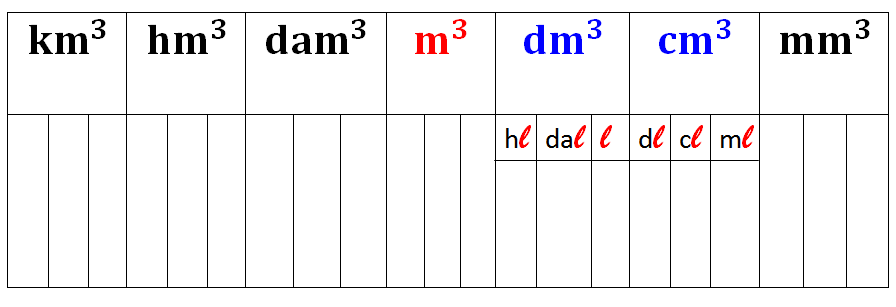 km³ hm³ dam³ m³ dm³ cm³ mm³
hℓ daℓ ℓ dℓ cℓ mℓ